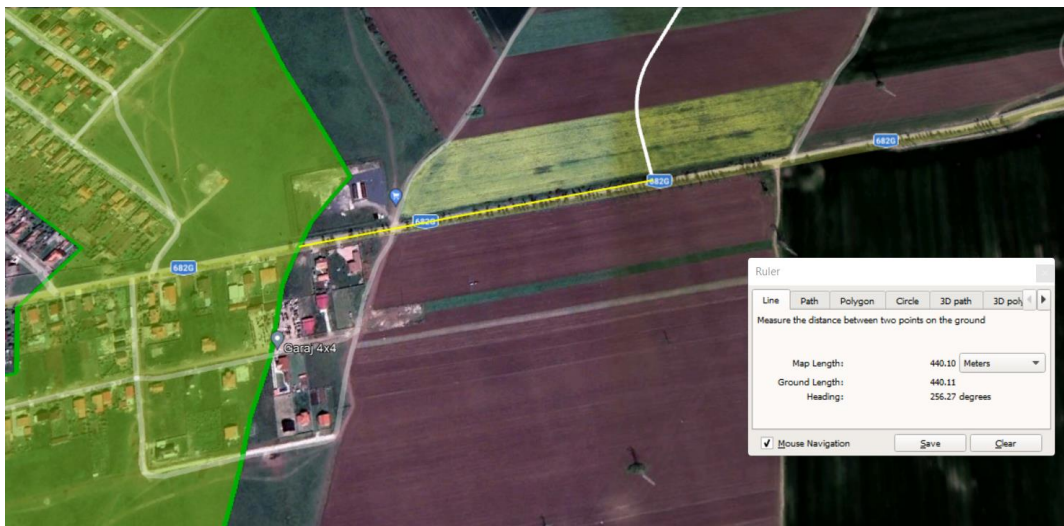 682G
682G
682G
682G
Garaj 4x4
Ruler
Line Path Polygon Circle 3D path 3D poly
Measure the distance between two points on the ground
Map Length: 440.10 Meters
Ground Length: 440.11
Heading: 256.27 degrees
Mouse Navigation Save Clear